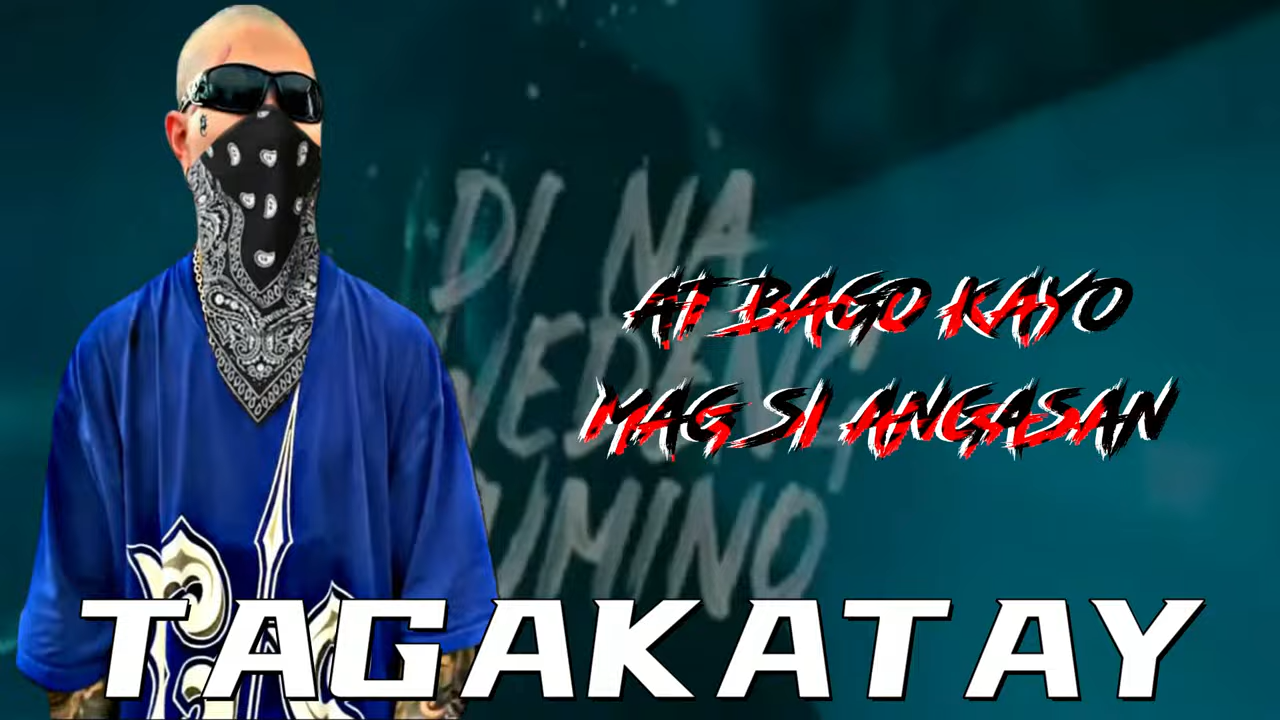 DI NA
UMINO
AT BAGO KAYO
MAG SI ANGASAN
TAGAKATAY